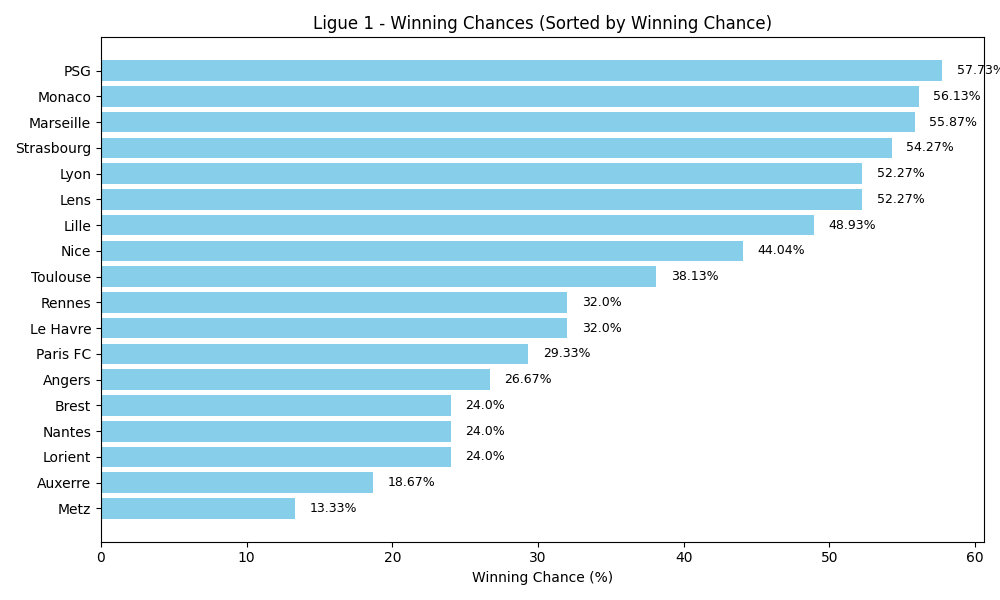 Ligue 1 - Winning Chances (Sorted by Winning Chance)
PSG 57.73%
Monaco 56.13%
Marseille 55.87%
Strasbourg 54.27%
Lyon 52.27%
Lens 52.27%
Lille 48.93%
Nice 44.04%
Toulouse 38.13%
Rennes 32.0%
Le Havre 32.0%
Paris FC 29.33%
Angers 26.67%
Brest 24.0%
Nantes 24.0%
Lorient 24.0%
Auxerre 18.67%
Metz 13.33%
0 10 20 30 40 50 60
Winning Chance (%)